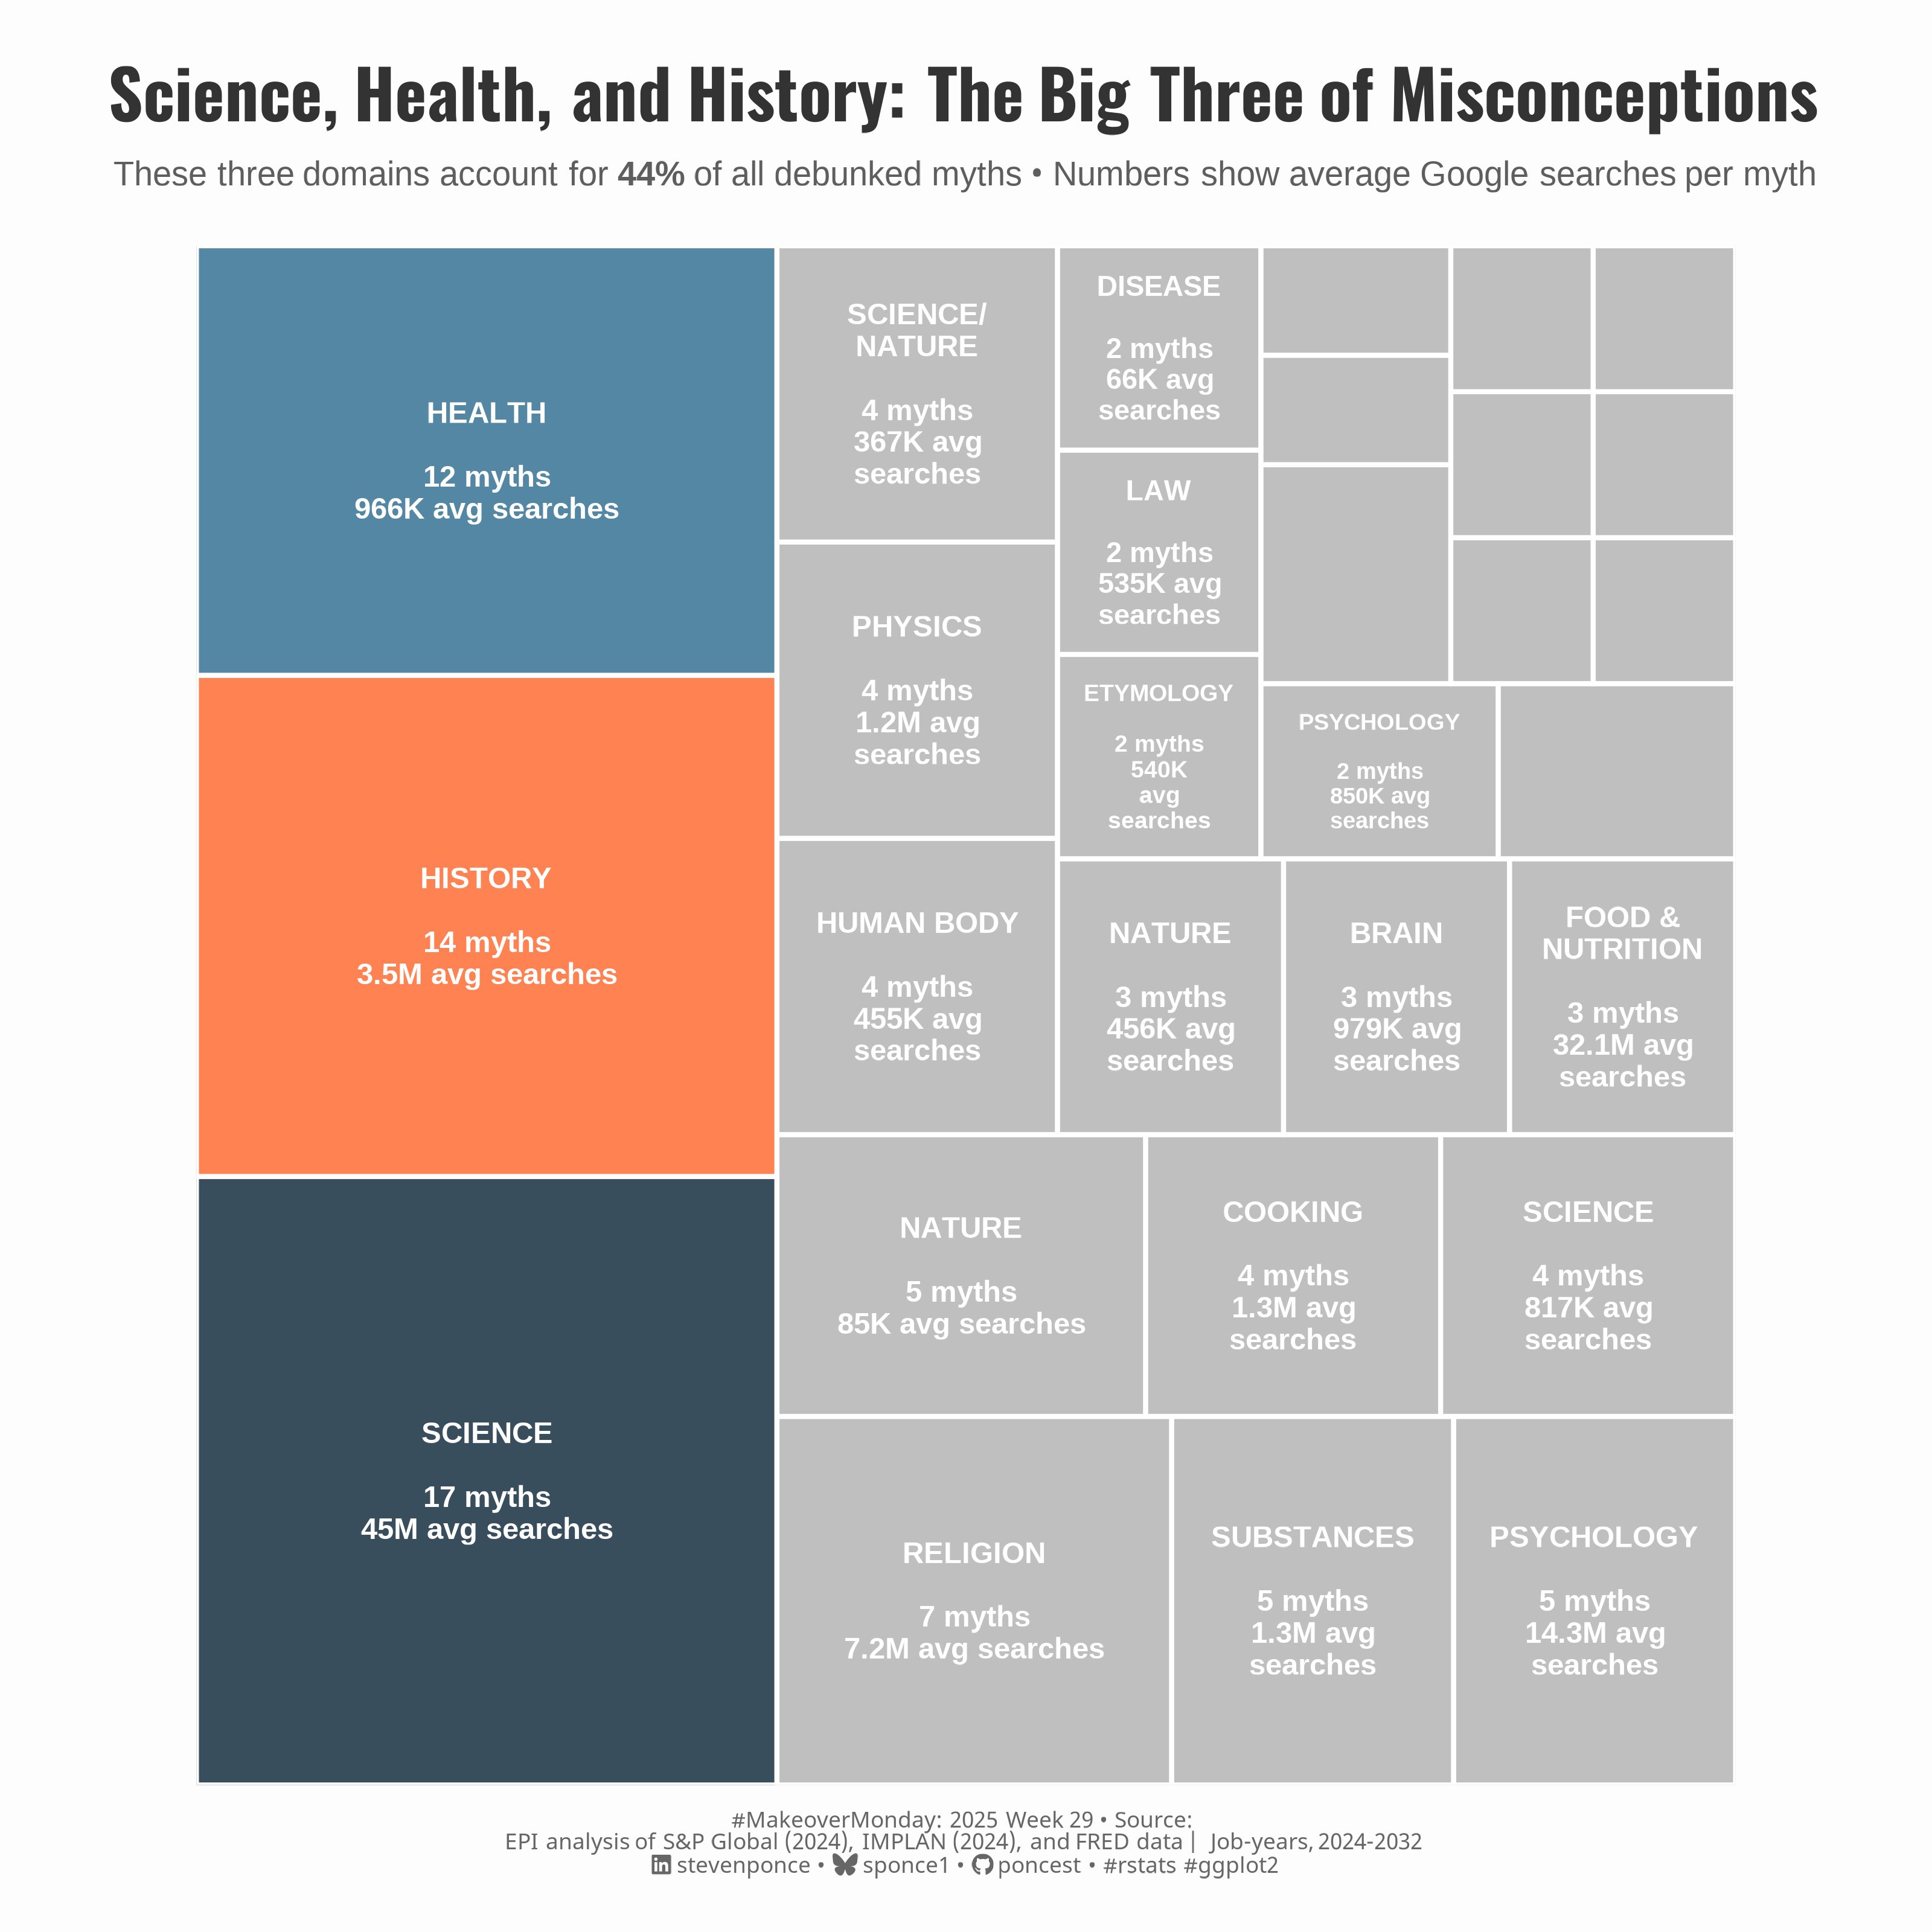 Science, Health, and History: The Big Three of Misconceptions
These three domains account for 44% of all debunked myths • Numbers show average Google searches per myth
HEALTH
12 myths
966K avg searches
HISTORY
14 myths
3.5M avg searches
SCIENCE
17 myths
45M avg searches
SCIENCE/
NATURE
4 myths
367K avg
searches
PHYSICS
4 myths
1.2M avg
searches
HUMAN BODY
4 myths
455K avg
searches
DISEASE
2 myths
66K avg
searches
LAW
2 myths
535K avg
searches
ETYMOLOGY
2 myths
540K
avg
searches
PSYCHOLOGY
2 myths
850K avg
searches
NATURE
3 myths
456K avg
searches
BRAIN
3 myths
979K avg
searches
FOOD &
NUTRITION
3 myths
32.1M avg
searches
NATURE
5 myths
85K avg searches
COOKING
4 myths
1.3M avg
searches
SCIENCE
4 myths
817K avg
searches
RELIGION
7 myths
7.2M avg searches
SUBSTANCES
5 myths
1.3M avg
searches
PSYCHOLOGY
5 myths
14.3M avg
searches
#MakeoverMonday: 2025 Week 29 • Source:
EPI analysis of S&P Global (2024), IMPLAN (2024), and FRED data | Job-years, 2024-2032
stevenponce • sponce1 • poncest • #rstats #ggplot2